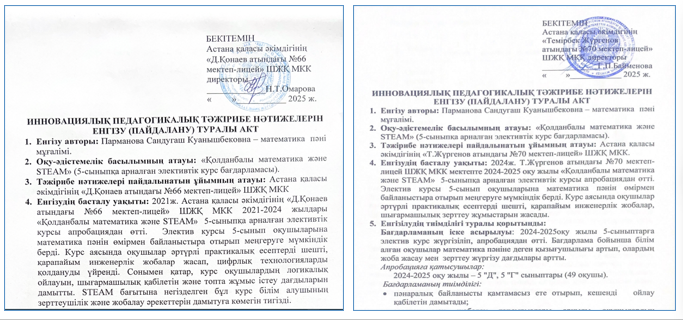 БЕКІТЕМІН
Астана қаласы әкімдігінің
«Д.Қонаев атындағы №66
мектеп-лицей» ШЖҚ МКК
директоры
Н.Т.Омарова
« » 2025 ж.
ИННОВАЦИЯЛЫҚ ПЕДАГОГИКАЛЫҚ ТӘЖІРИБЕ НӘТИЖЕЛЕРІН
ЕНГІЗУ (ПАЙДАЛАНУ) ТУРАЛЫ АКТ
1. Енгізу авторы: Парманова Сандугаш Куанышбековна – математика пәні
мұғалімі.
2. Оқу-әдістемелік басылымның атауы: «Қолданбалы математика және
STEAM» (5-сыныпқа арналған элективтік курс бағдарламасы).
3. Тәжірибе нәтижелері пайдаланатын ұйымның атауы: Астана қаласы
әкімдігінің «Д.Қонаев атындағы №66 мектеп-лицей» ШЖҚ МКК
4. Енгізудің басталу уақыты: 2021ж. Астана қаласы әкімдігінің «Д.Қонаев
атындағы №66 мектеп-лицей» ШЖҚ МКК 2021-2024 жылдары
«Қолданбалы математика және STEAM» 5-сыныпқа арналған элективтік
курсы апробациядан өтті. Электив курсы 5-сынып оқушыларына
математика пәнін өмірмен байланыстыра отырып меңгеруге мүмкіндік
берді. Курс аясында оқушылар әртүрлі практикалық есептерді шешті,
қарапайым инженерлік жобалар жасап, цифрлық технологияларды
қолдануды үйренді. Сонымен қатар, курс оқушылардың логикалық
ойлауын, шығармашылық қабілетін және топта жұмыс істеу дағдыларын
дамытты. STEAM бағытына негізделген бұл курс білім алушының
зерттеушілік және жобалау әрекеттерін дамытуға көмегін тигізді.
БЕКІТЕМІН
Астана қаласы әкімдігінің
«Темірбек Жүргенов
атындағы №70 мектеп-лицей»
ШЖҚ МКК директоры
Байменова
« » 2025 ж.
ИННОВАЦИЯЛЫҚ ПЕДАГОГИКАЛЫҚ ТӘЖІРИБЕ НӘТИЖЕЛЕРІН
ЕНГІЗУ (ПАЙДАЛАНУ) ТУРАЛЫ АКТ
1. Енгізу авторы: Парманова Сандугаш Куанышбековна – математика пәні
мұғалімі.
2. Оқу-әдістемелік басылымның атауы: «Қолданбалы математика және
STEAM» (5-сыныпқа арналған элективтік курс бағдарламасы).
3. Тәжірибе нәтижелері пайдаланатын ұйымның атауы: Астана қаласы
әкімдігінің «Т.Жүргенов атындағы №70 мектеп-лицей» ШЖҚ МКК.
4. Енгізудің басталу уақыты: 2024ж. Т.Жүргенов атындағы №70 мектеп-
лицей ШЖҚ МКК мектепте 2024-2025 оқу жылы «Қолданбалы математика
және STEAM» 5-сыныпқа арналған элективтік курсы апробациядан өтті.
Электив курсы 5-сынып оқушыларына математика пәнін өмірмен
байланыстыра отырып меңгеруге мүмкіндік берді. Курс аясында оқушылар
әртүрлі практикалық есептерді шешті, қарапайым инженерлік жобалар,
шығармашылық зерттеу жұмыстарын жасады.
5. Енгізудің тиімділігі туралы қорытынды:
Бағдарламаның іске асырылуы: 2024-2025оқу жылы 5-сыныптарға
электив курс жүргізіліп, апробациядан өтті. Бағдарлама бойынша білім
алған оқушылар математика пәніне деген қызығушылығы артып, олардың
жоба жасау мен зерттеу жүргізу дағдылары артты.
Апробацияға қатысушылар:
2024-2025 оқу жылы – 5 "Д", 5 "Г" сыныптары (49 оқушы).
Бағдарламаның тиімділігі:
• пәнаралық байланысты қамтамасыз ете отырып, кешенді ойлау
қабілетін дамытады;